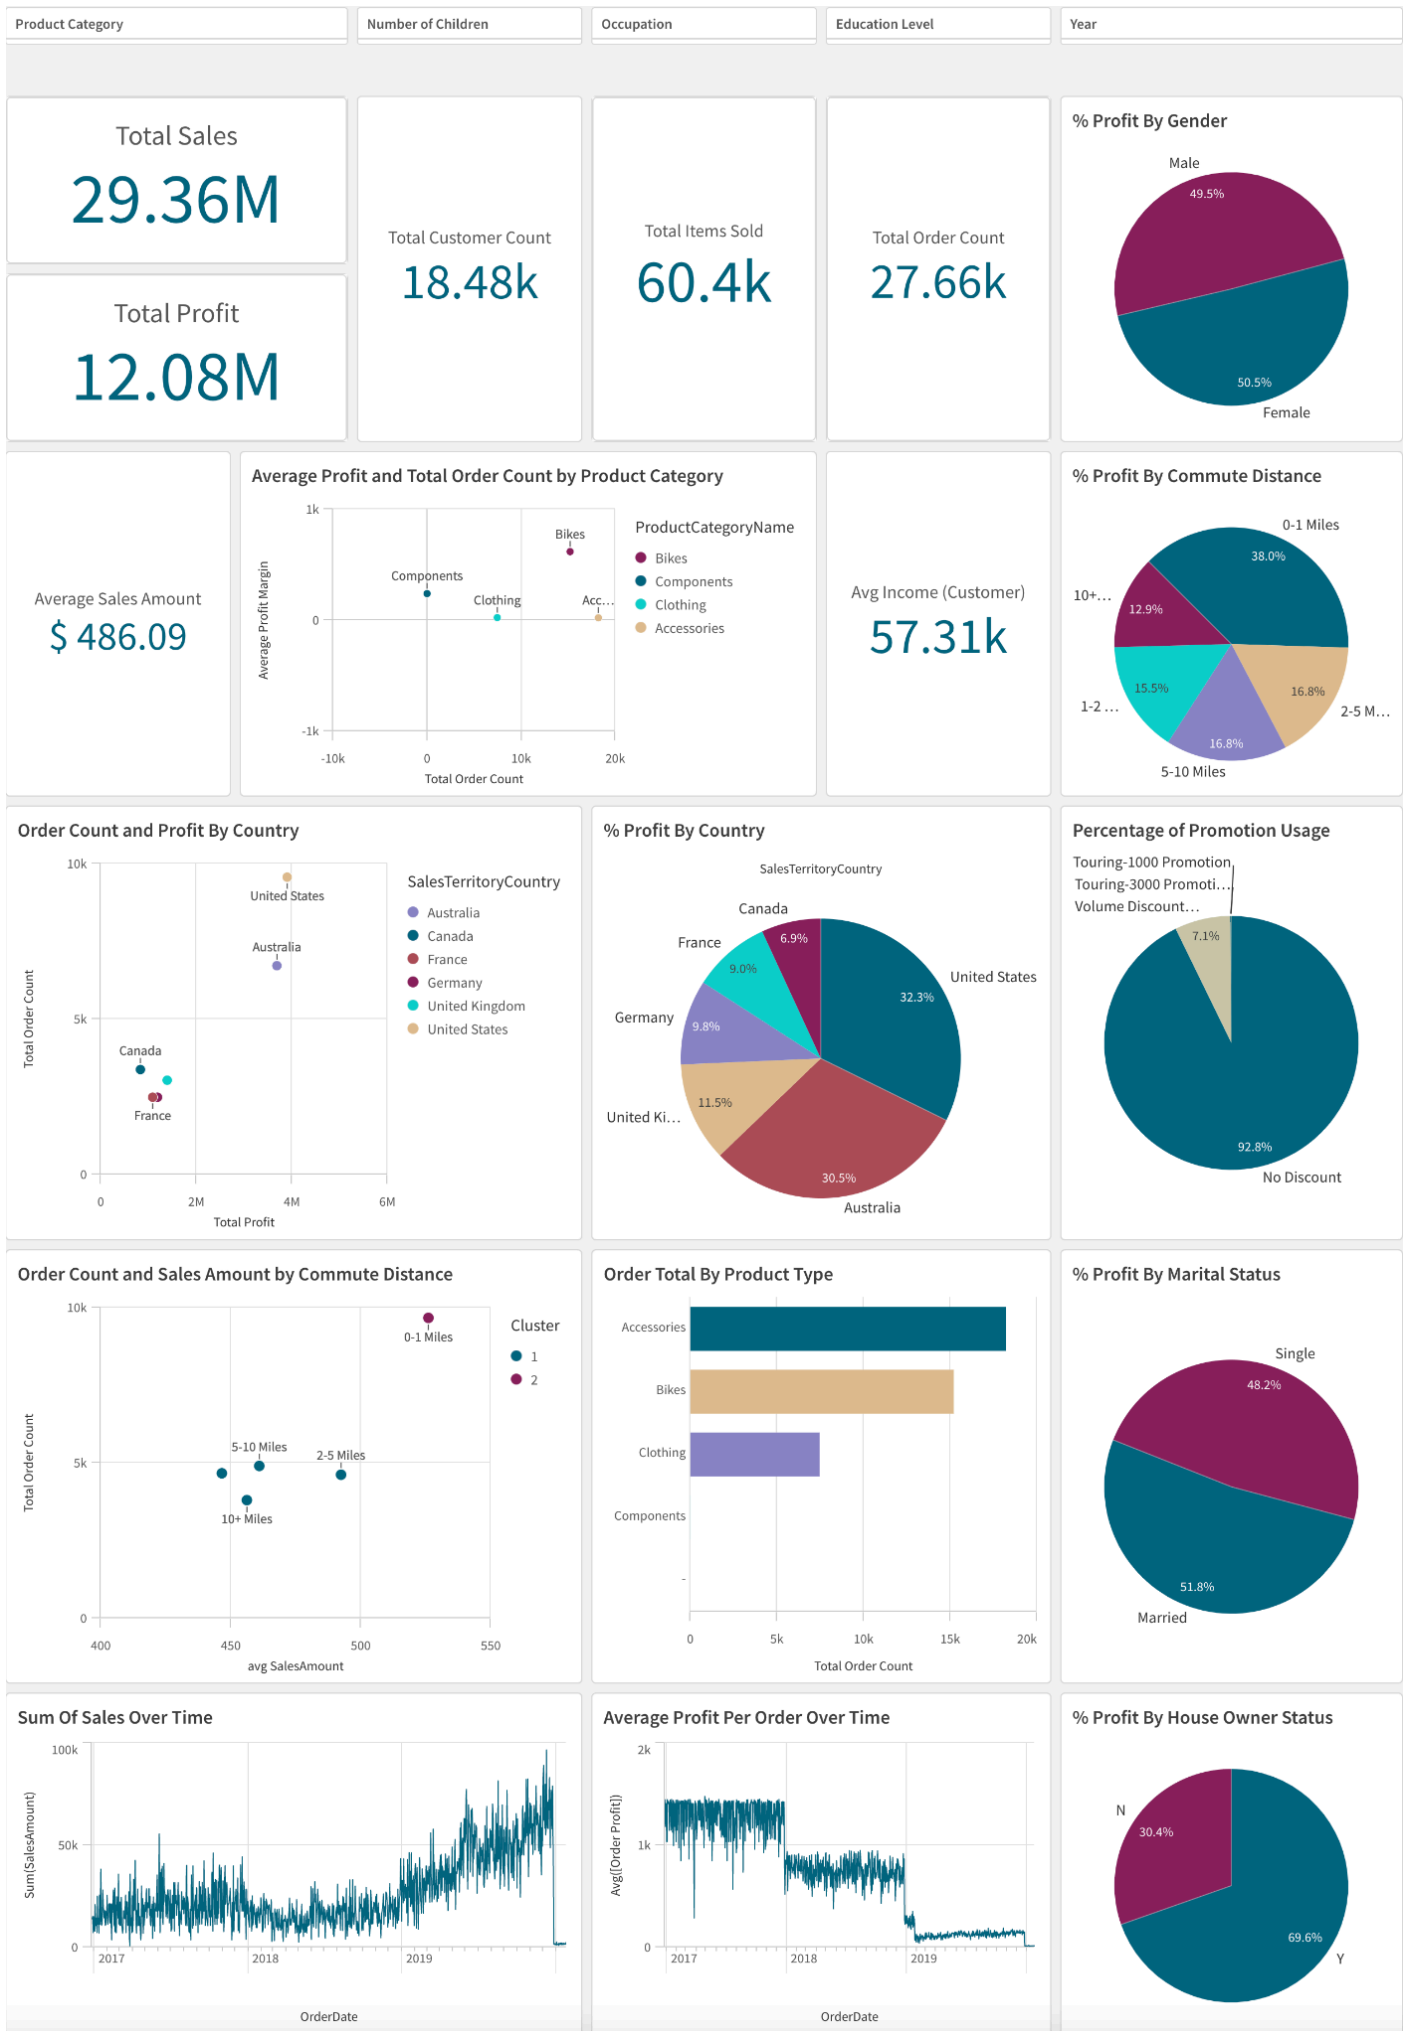 Product Category
Number of Children
Occupation
Education Level
Year
Total Sales
29.36M
Total Profit
12.08M
Total Customer Count
18.48k
Total Items Sold
60.4k
Total Order Count
27.66k
% Profit By Gender
Male
49.5%
50.5%
Female
Average Sales Amount
$ 486.09
Average Profit and Total Order Count by Product Category
Average Profit Margin
1k
0
-1k
Bikes
Components
Clothing
Acc...
-10k
0
10k
20k
Total Order Count
ProductCategoryName
Bikes
Components
Clothing
Accessories
Avg Income (Customer)
57.31k
% Profit By Commute Distance
0-1 Miles
38.0%
10+...
12.9%
15.5%
1-2 ...
16.8%
2-5 M...
16.8%
5-10 Miles
Order Count and Profit By Country
Total Order Count
10k
5k
0
United States
Australia
Canada
France
0
2M
4M
6M
Total Profit
SalesTerritoryCountry
Australia
Canada
France
Germany
United Kingdom
United States
% Profit By Country
SalesTerritoryCountry
Canada
6.9%
France
9.0%
United States
32.3%
Germany
9.8%
United Ki...
11.5%
30.5%
Australia
Percentage of Promotion Usage
Touring-1000 Promotion
Touring-3000 Promoti...
Volume Discount...
7.1%
92.8%
No Discount
Order Count and Sales Amount by Commute Distance
Total Order Count
10k
5k
0
0-1 Miles
5-10 Miles
2-5 Miles
10+ Miles
400
450
500
550
avg SalesAmount
Cluster
1
2
Order Total By Product Type
Accessories
Bikes
Clothing
Components
-
0
5k
10k
15k
20k
Total Order Count
% Profit By Marital Status
Single
48.2%
51.8%
Married
Sum Of Sales Over Time
Sum(SalesAmount)
100k
50k
0
2017
2018
2019
OrderDate
Average Profit Per Order Over Time
Avg([Order Profit])
2k
1k
0
2017
2018
2019
OrderDate
% Profit By House Owner Status
N
30.4%
69.6%
Y